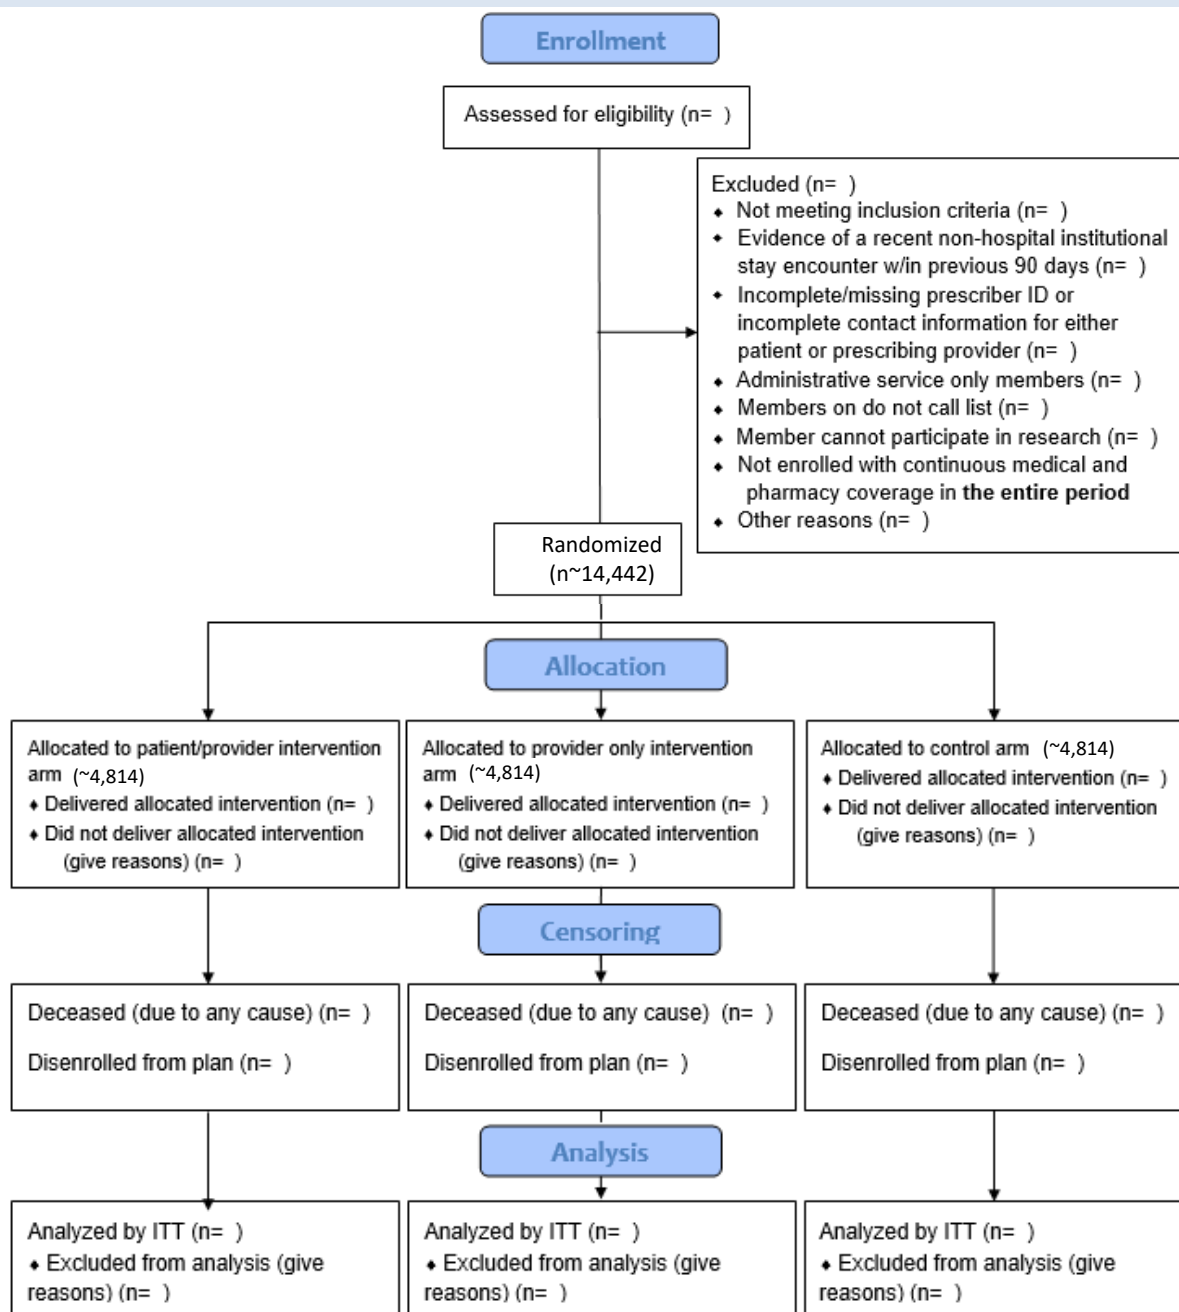 Enrollment
Assessed for eligibility (n= )
Excluded (n= )
♦ Not meeting inclusion criteria (n= )
♦ Evidence of a recent non-hospital institutional
stay encounter w/in previous 90 days (n= )
♦ Incomplete/missing prescriber ID or
incomplete contact information for either
patient or prescribing provider (n= )
♦ Administrative service only members (n= )
♦ Members on do not call list (n= )
♦ Member cannot participate in research (n= )
♦ Not enrolled with continuous medical and
pharmacy coverage in the entire period
♦ Other reasons (n= )
Randomized
(n~14,442)
Allocation
Allocated to patient/provider intervention
arm (~4,814)
♦ Delivered allocated intervention (n= )
♦ Did not deliver allocated intervention
(give reasons) (n= )
Allocated to provider only intervention
arm (~4,814)
♦ Delivered allocated intervention (n= )
♦ Did not deliver allocated intervention
(give reasons) (n= )
Allocated to control arm (~4,814)
♦ Delivered allocated intervention (n= )
♦ Did not deliver allocated intervention
(give reasons) (n= )
Censoring
Deceased (due to any cause) (n= )
Disenrolled from plan (n= )
Deceased (due to any cause) (n= )
Disenrolled from plan (n= )
Deceased (due to any cause) (n= )
Disenrolled from plan (n= )
Analysis
Analyzed by ITT (n= )
♦ Excluded from analysis (give
reasons) (n= )
Analyzed by ITT (n= )
♦ Excluded from analysis (give
reasons) (n= )
Analyzed by ITT (n= )
♦ Excluded from analysis (give
reasons) (n= )